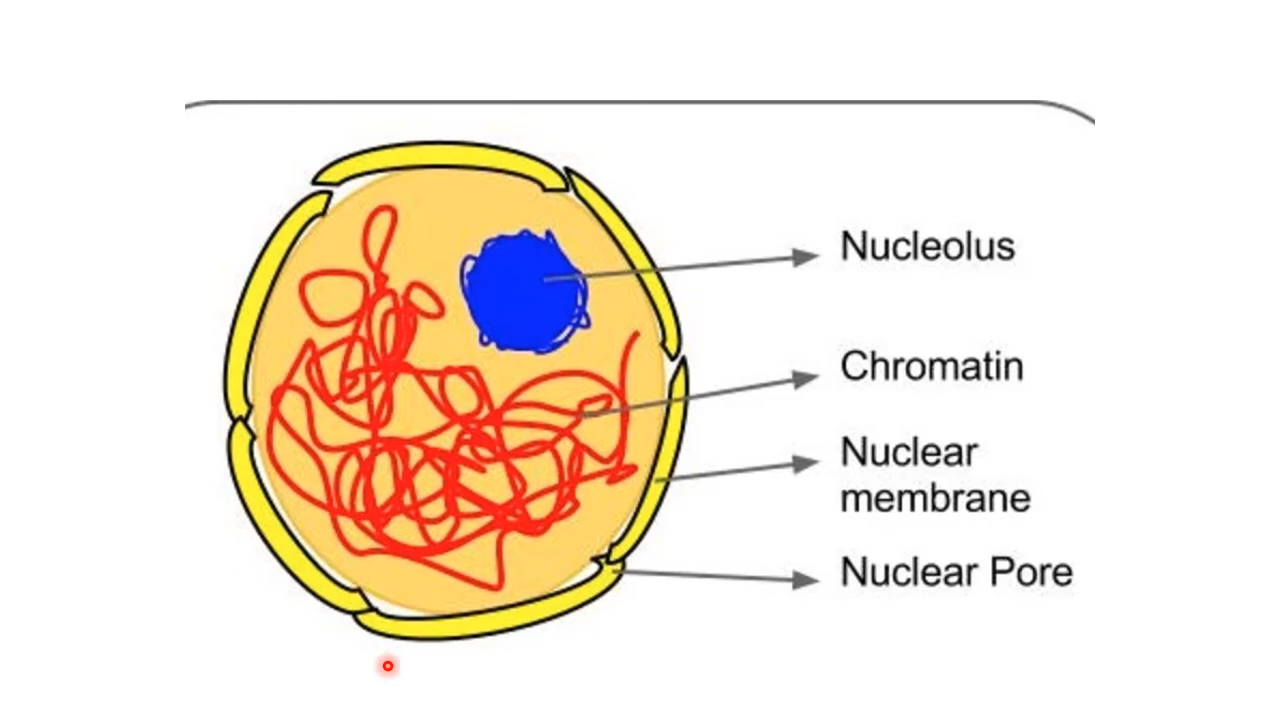 Nucleolus
Chromatin
Nuclear
membrane
Nuclear Pore